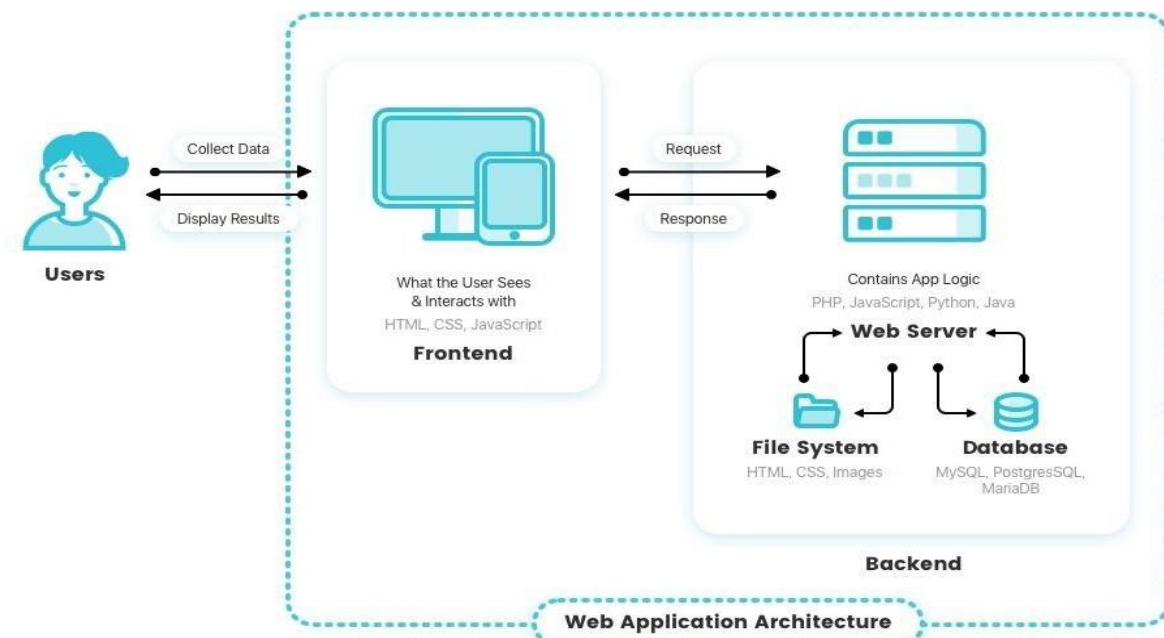 Collect Data
Display Results
Users
What the User Sees
& Interacts with
HTML, CSS, JavaScript
Frontend
Request
Response
Contains App Logic
PHP, JavaScript, Python, Java
Web Server
File System
HTML, CSS, Images
Database
MySQL, PostgresSQL,
MariaDB
Backend
Web Application Architecture